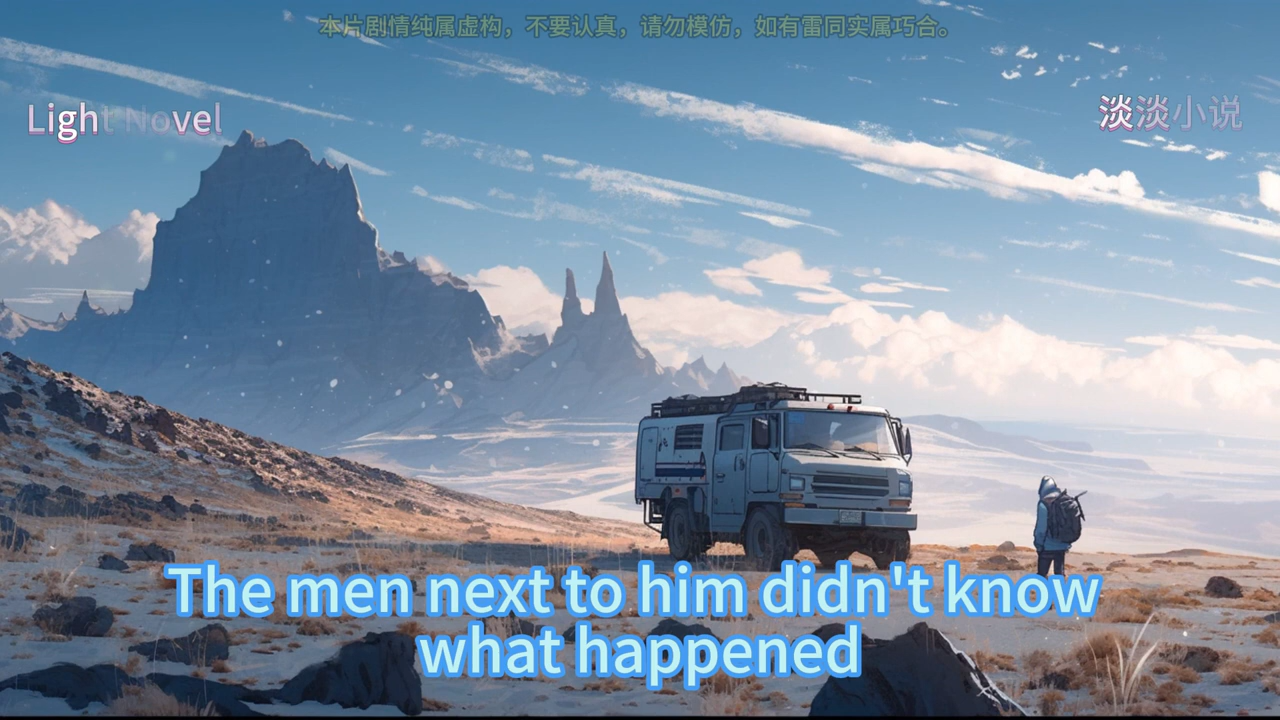 本片剧情纯属虚构，不要认真，请勿模仿，如有雷同实属巧合。
Light Novel
淡淡小说
The men next to him didn't know
what happened